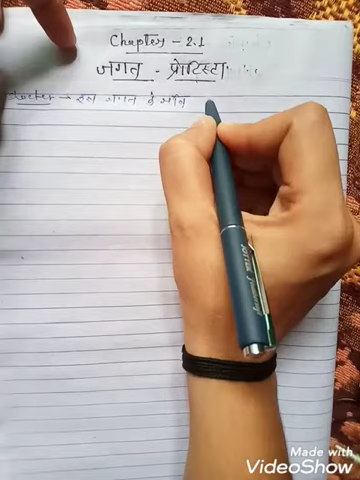 Chapter - 2.1
जगत - प्रोटिस्टा
→ इस जगत के
Made with
VideoShow